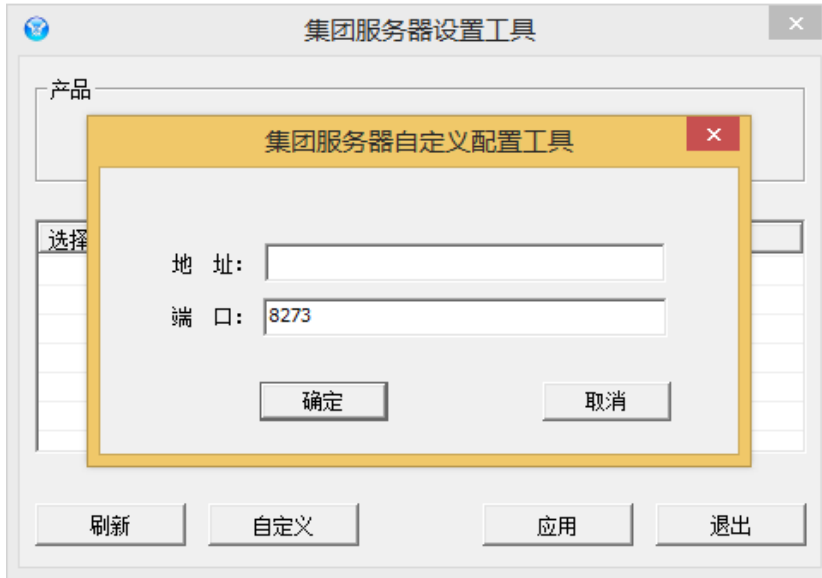 集团服务器设置工具
产品
集团服务器自定义配置工具
选择
地 址：
端 口： 8273
确定 取消
刷新 自定义 应用 退出